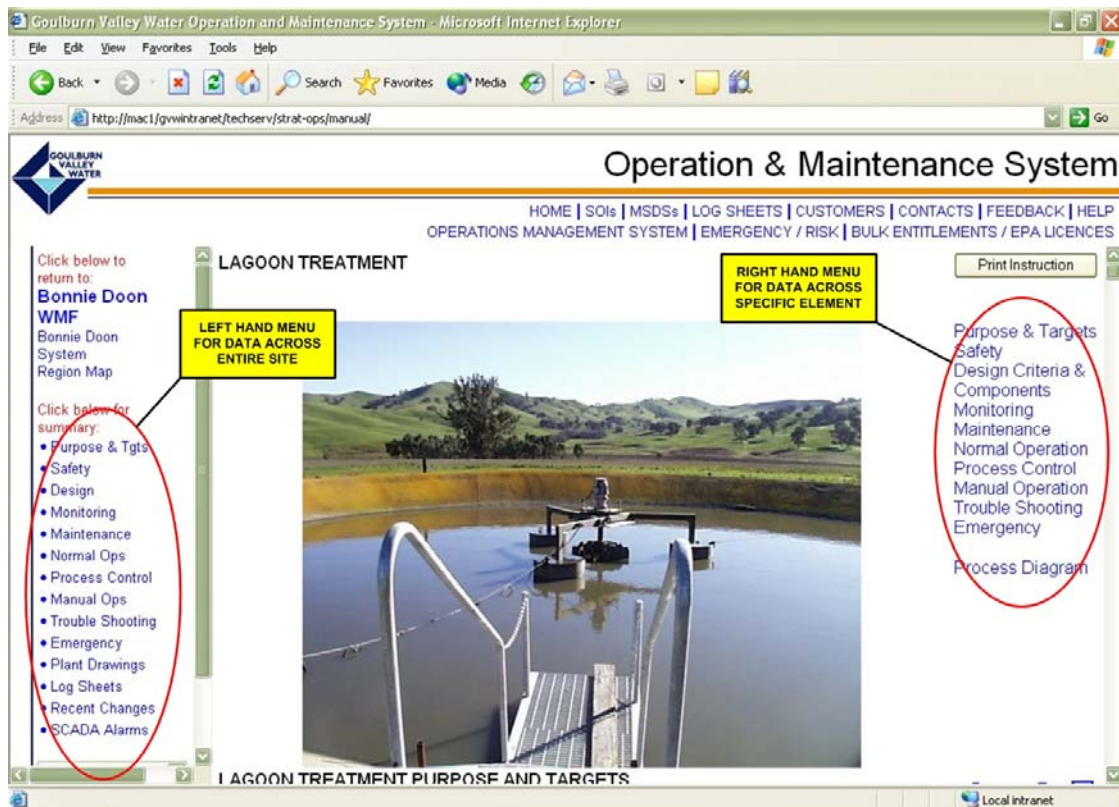 Goulburn Valley Water Operation and Maintenance System - Microsoft Internet Explorer
File Edit View Favorites Tools Help
Back Search Favorites Media
Address http://mac1/gvwintranet/techserv/strat-ops/manual/ Go
GOULBURN
VALLEY
WATER
Operation & Maintenance System
HOME | SOIs | MSDSs | LOG SHEETS | CUSTOMERS | CONTACTS | FEEDBACK | HELP
OPERATIONS MANAGEMENT SYSTEM | EMERGENCY / RISK | BULK ENTITLEMENTS / EPA LICENCES
Click below to
return to:
Bonnie Doon
WMF
Bonnie Doon
System
Region Map
Click below for
summary:
• Purpose & Tgts
• Safety
• Design
• Monitoring
• Maintenance
• Normal Ops
• Process Control
• Manual Ops
• Trouble Shooting
• Emergency
• Plant Drawings
• Log Sheets
• Recent Changes
• SCADA Alarms
LEFT HAND MENU
FOR DATA ACROSS
ENTIRE SITE
LAGOON TREATMENT
RIGHT HAND MENU
FOR DATA ACROSS
SPECIFIC ELEMENT
Print Instruction
Purpose & Targets
Safety
Design Criteria &
Components
Monitoring
Maintenance
Normal Operation
Process Control
Manual Operation
Trouble Shooting
Emergency
Process Diagram
LAGOON TREATMENT PURPOSE AND TARGETS
Local intranet